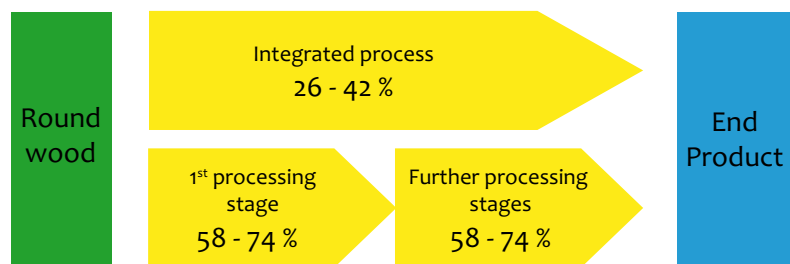 Round
wood
Integrated process
26 - 42 %
1st processing
stage
58 - 74 %
Further processing
stages
58 - 74 %
End
Product